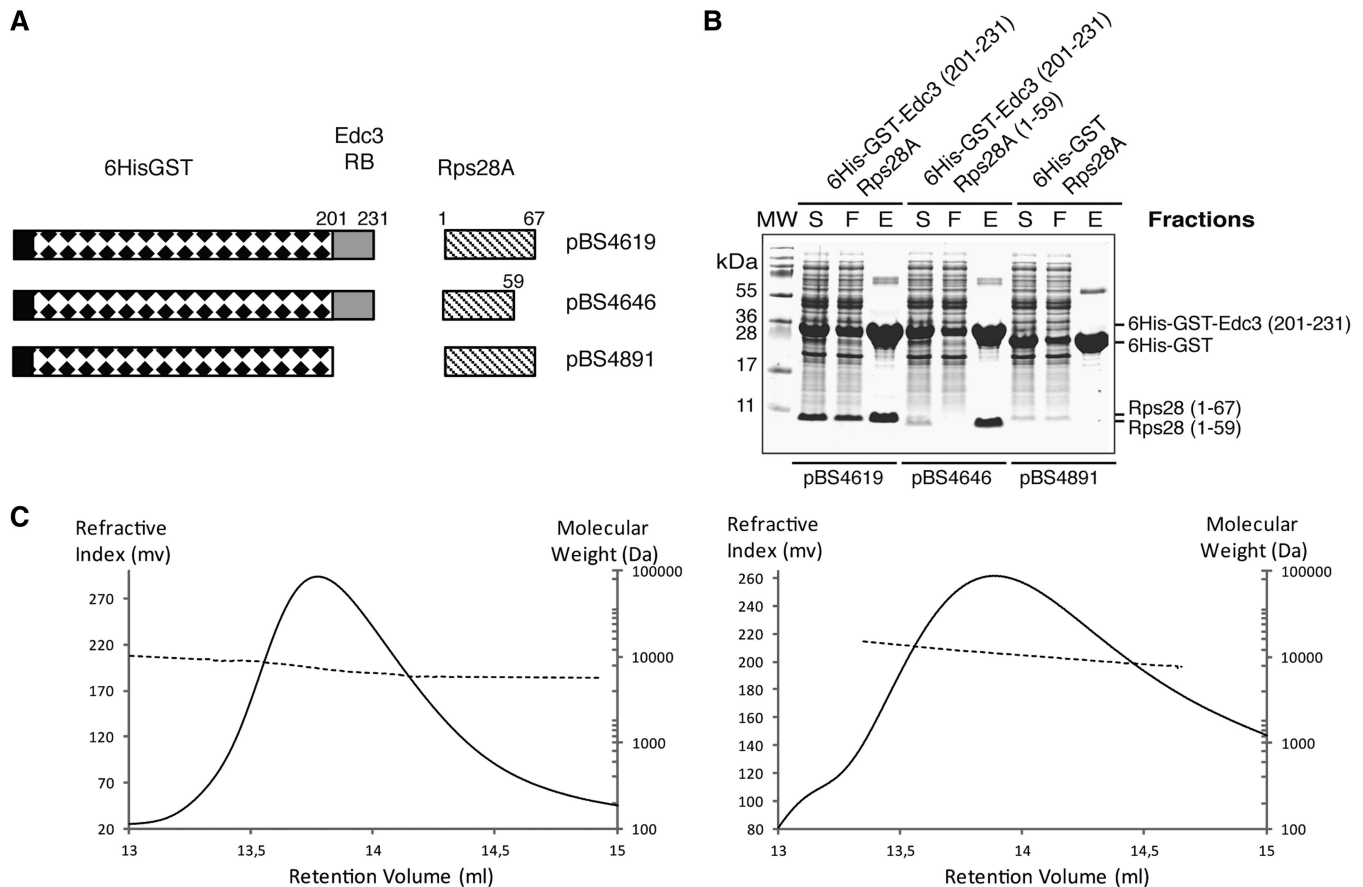 A
6HisGST
Edc3
RB
Rps28A
201 231
1 67
pBS4619
59
pBS4646
pBS4891
B
6His-GST-Edc3 (201-231)
Rps28A
6His-GST-Edc3 (201-231)
Rps28A (1-59)
6His-GST
Rps28A
MW S F E S F E S F E Fractions
kDa
55
36
28
17
11
6His-GST-Edc3 (201-231)
6His-GST
Rps28 (1-67)
Rps28 (1-59)
pBS4619 pBS4646 pBS4891
C
Refractive
Index (mv)
Molecular
Weight (Da)
270
220
170
120
70
20
100000
10000
1000
100
13 13,5 14 14,5 15
Retention Volume (ml)
Refractive
Index (mv)
Molecular
Weight (Da)
260
240
220
200
180
160
140
120
100
80
100000
10000
1000
100
13 13,5 14 14,5 15
Retention Volume (ml)